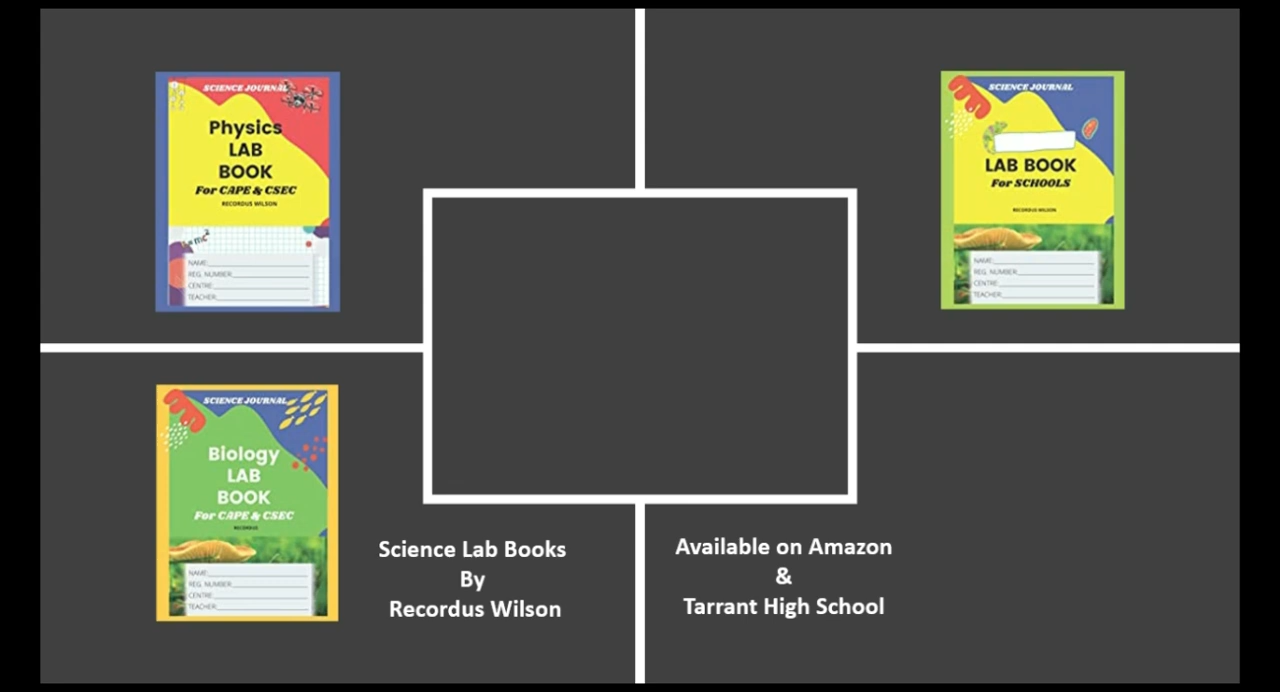 SCIENCE JOURNAL
Physics
LAB
BOOK
For CAPE & CSEC
RECORDUS WILSON
NAME:
REG. NUMBER:
CENTRE:
TEACHER:
SCIENCE JOURNAL
LAB BOOK
For SCHOOLS
RECORDUS WILSON
NAME:
REG. NUMBER:
CENTRE:
TEACHER:
SCIENCE JOURNAL
Biology
LAB
BOOK
For CAPE & CSEC
RECORDUS
NAME:
REG. NUMBER:
CENTRE:
TEACHER:
Science Lab Books
By
Recordus Wilson
Available on Amazon
&
Tarrant High School